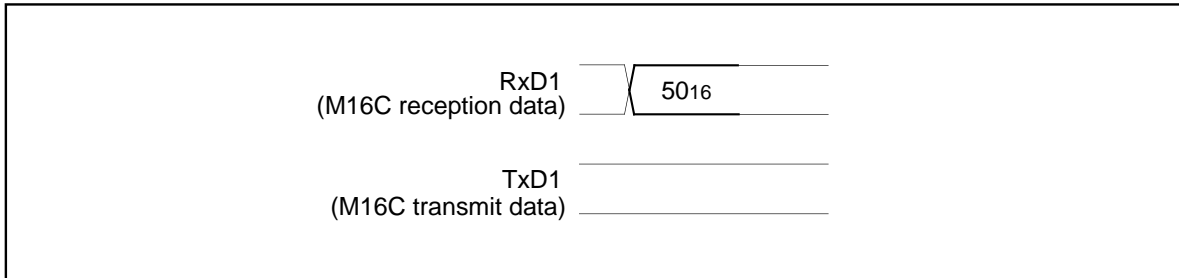 RxD1
(M16C reception data)
5016
TxD1
(M16C transmit data)